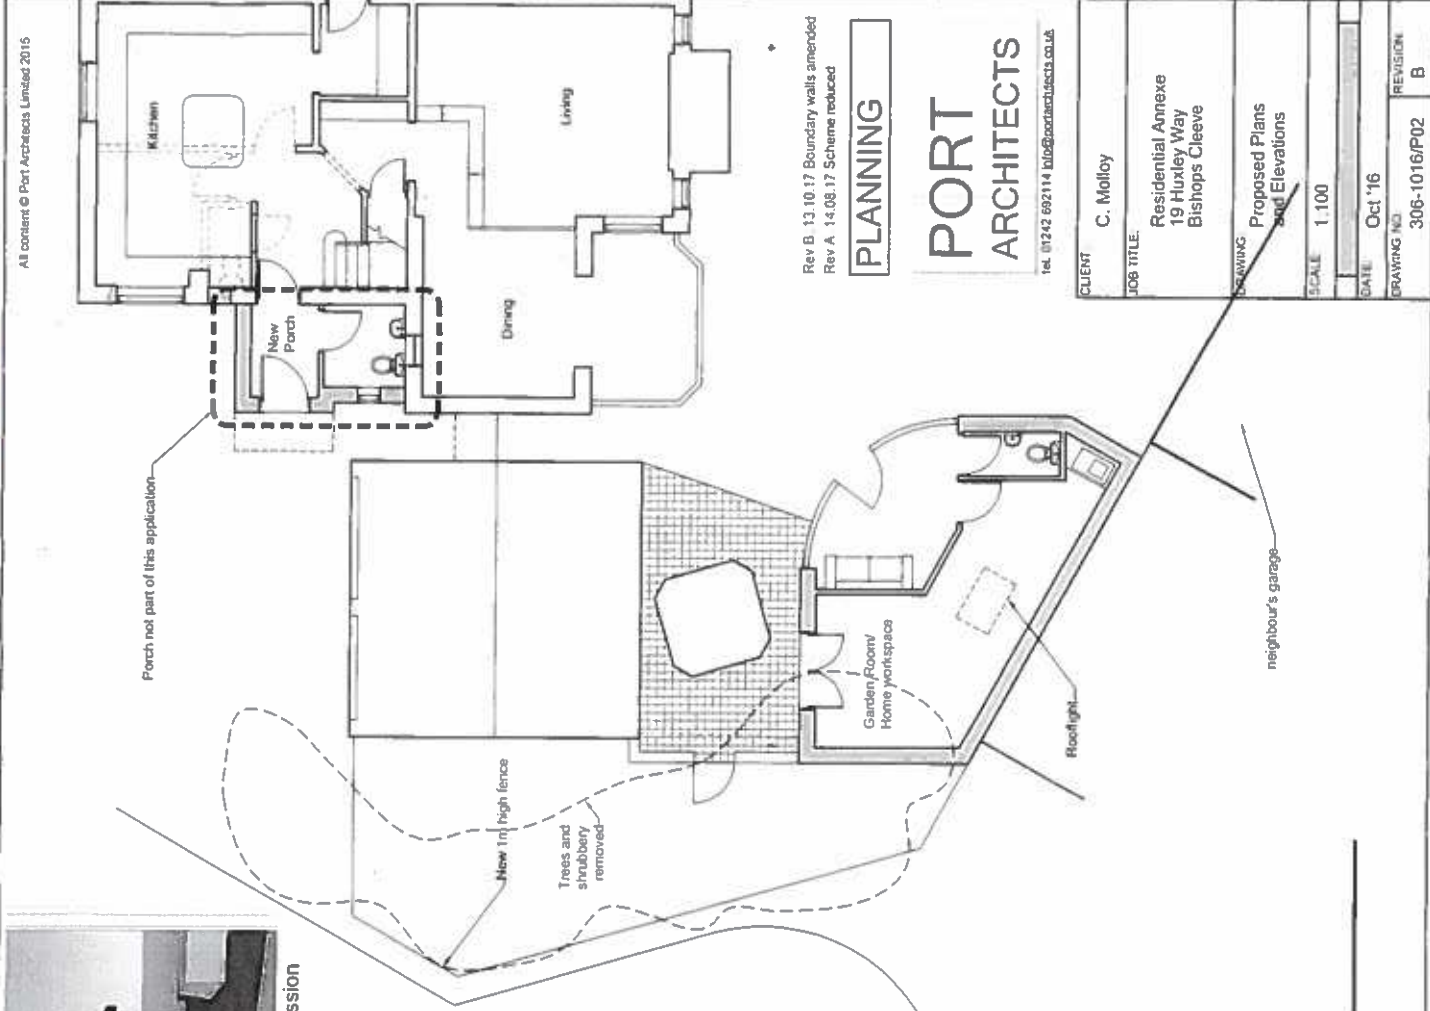 All content © Port Architects Limited 2015
Kitchen
Living
New
Porch
Dining
Porch not part of this application
Rev B 13.10.17 Boundary walls amended
Rev A 14.08.17 Scheme reduced
PLANNING
PORT
ARCHITECTS
tel. 01242 692114 info@portarchitects.co.uk
CLIENT
C. Molloy
JOB TITLE.
Residential Annexe
19 Huxley Way
Bishops Cleeve
DRAWING
Proposed Plans
and Elevations
SCALE
1:100
DATE
Oct '16
DRAWING NO
306-1016/P02
REVISION
B
Garden Room/
Home workspace
Rooflight
neighbour's garage
New 1m high fence
Trees and
shrubbery
removed
ssion